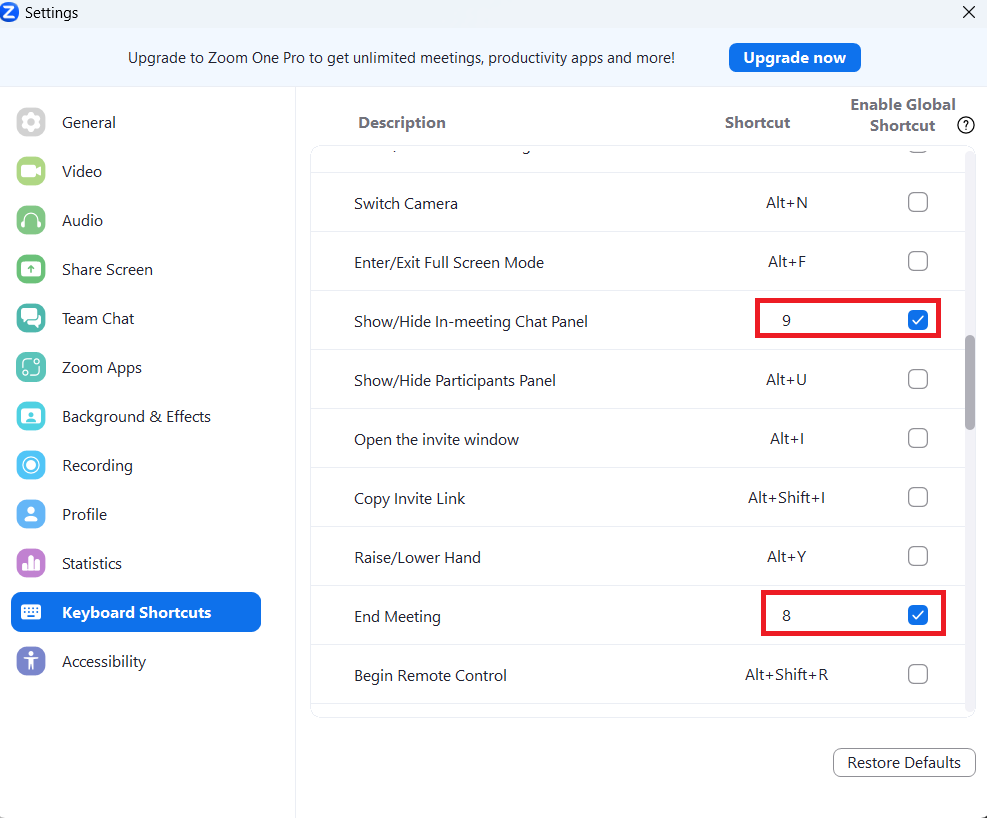 Settings
Upgrade to Zoom One Pro to get unlimited meetings, productivity apps and more!
Upgrade now
General
Video
Audio
Share Screen
Team Chat
Zoom Apps
Background & Effects
Recording
Profile
Statistics
Keyboard Shortcuts
Accessibility
Description Shortcut Enable Global Shortcut ?
Switch Camera Alt+N
Enter/Exit Full Screen Mode Alt+F
Show/Hide In-meeting Chat Panel 9
Show/Hide Participants Panel Alt+U
Open the invite window Alt+I
Copy Invite Link Alt+Shift+I
Raise/Lower Hand Alt+Y
End Meeting 8
Begin Remote Control Alt+Shift+R
Restore Defaults